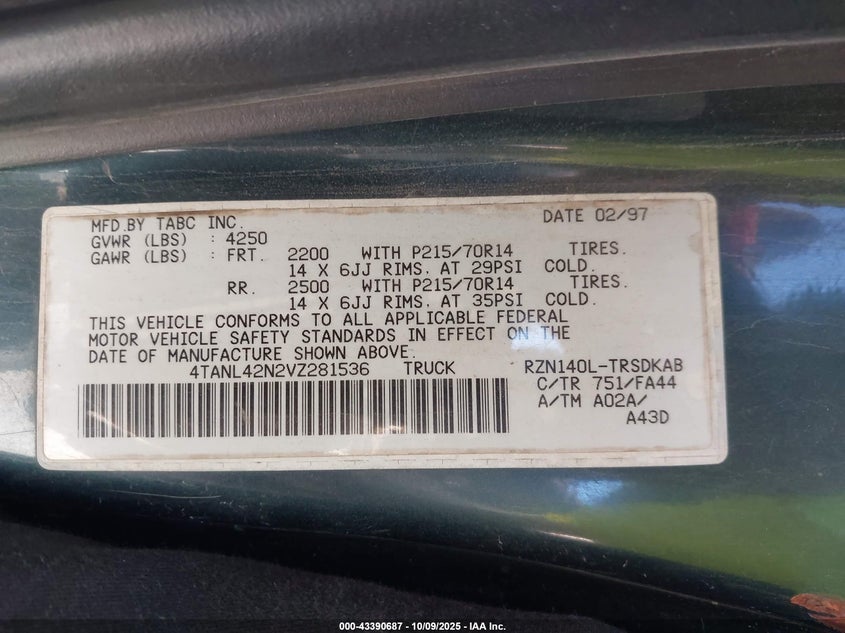 MFD.BY TABC INC. DATE 02/97
GVWR (LBS) : 4250
GAWR (LBS) : FRT. 2200 WITH P215/70R14 TIRES.
14 X 6JJ RIMS. AT 29PSI COLD.
RR. 2500 WITH P215/70R14 TIRES.
14 X 6JJ RIMS. AT 35PSI COLD.
THIS VEHICLE CONFORMS TO ALL APPLICABLE FEDERAL
MOTOR VEHICLE SAFETY STANDARDS IN EFFECT ON THE
DATE OF MANUFACTURE SHOWN ABOVE.
4TANL42N2VZ281536 TRUCK RZN140L-TRSDKAB
C/TR 751/FA44
A/TM A02A/
A43D
000-43390687 - 10/09/2025 - IAA Inc.